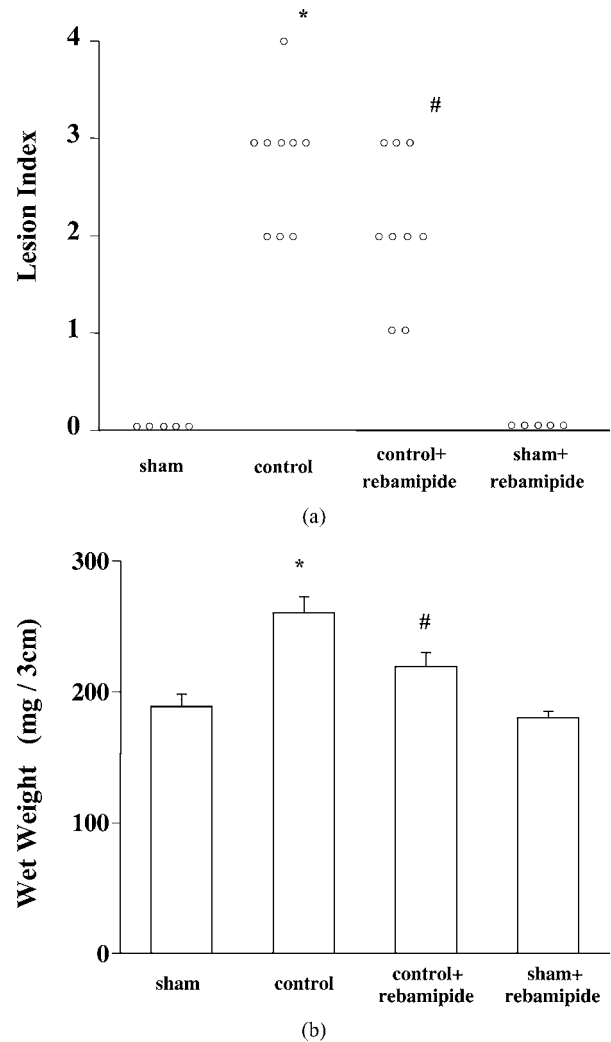 *
4
#
3
Lesion Index
2
1
0
sham
control
control+
rebamipide
sham+
rebamipide
(a)
300
*
#
200
Wet Weight (mg / 3cm)
100
0
sham
control
control+
rebamipide
sham+
rebamipide
(b)